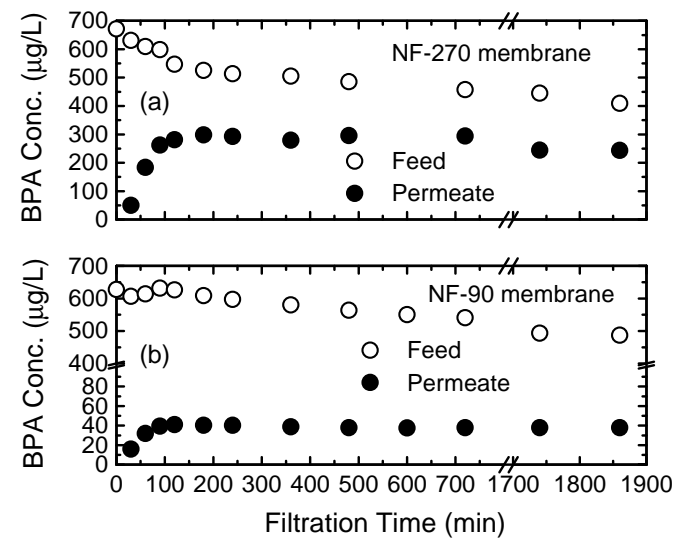 700
600
500
400
300
200
100
0
BPA Conc. (μg/L)
NF-270 membrane
(a)
Feed
Permeate
700
600
500
400
80
60
40
20
0
BPA Conc. (μg/L)
NF-90 membrane
(b)
Feed
Permeate
0 100 200 300 400 500 600 700 1700 1800 1900
Filtration Time (min)